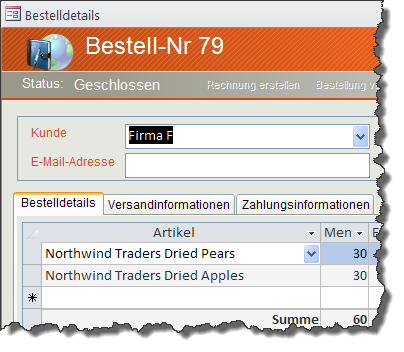 Bestelldetails
Bestell-Nr 79
Status: Geschlossen Rechnung erstellen Bestellung
Kunde Firma F
E-Mail-Adresse
Bestelldetails Versandinformationen Zahlungsinformationen
Artikel Men
Northwind Traders Dried Pears 30
Northwind Traders Dried Apples 30
Summe 60